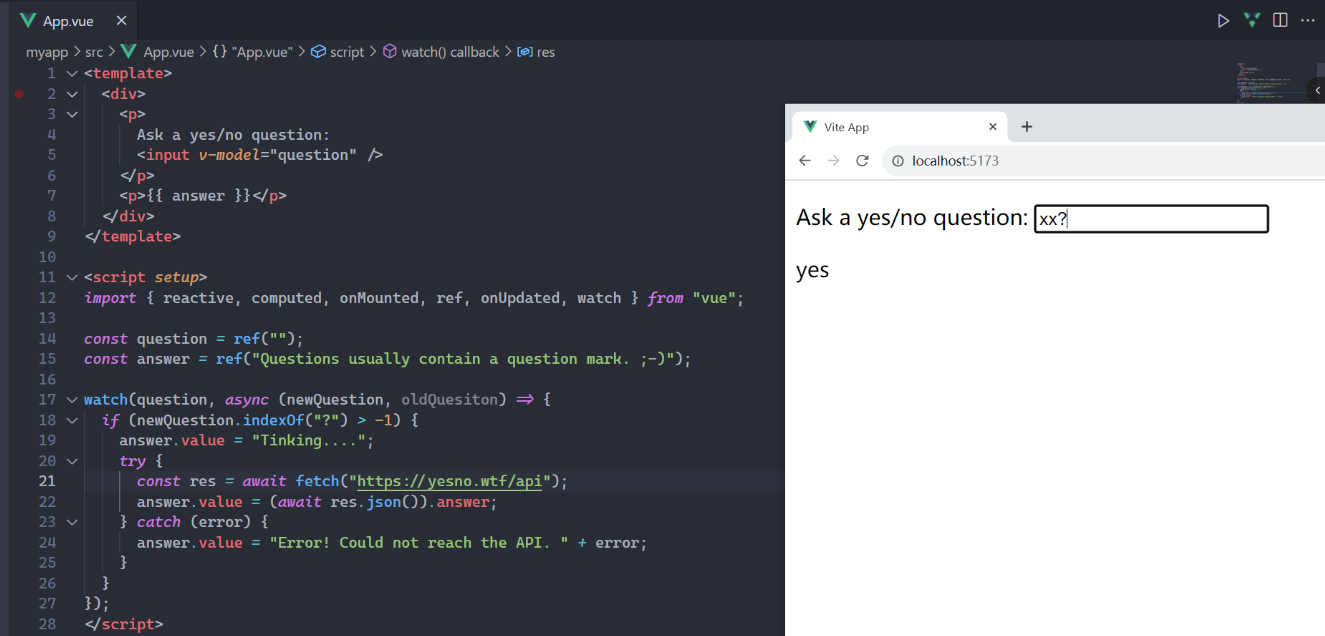 App.vue
myapp > src > App.vue > {} "App.vue" > script > watch() callback > res
1 <template>
2 <div>
3 <p>
4 Ask a yes/no question:
5 <input v-model="question" />
6 </p>
7 <p>{{ answer }}</p>
8 </div>
9 </template>
10
11 <script setup>
12 import { reactive, computed, onMounted, ref, onUpdated, watch } from "vue";
13
14 const question = ref("");
15 const answer = ref("Questions usually contain a question mark. ;-)");
16
17 watch(question, async (newQuestion, oldQuesiton) => {
18 if (newQuestion.indexOf("?") > -1) {
19 answer.value = "Tinking....";
20 try {
21 const res = await fetch("https://yesno.wtf/api");
22 answer.value = (await res.json()).answer;
23 } catch (error) {
24 answer.value = "Error! Could not reach the API. " + error;
25 }
26 }
27 });
28 </script>
Vite App
localhost:5173
Ask a yes/no question: xx?
yes